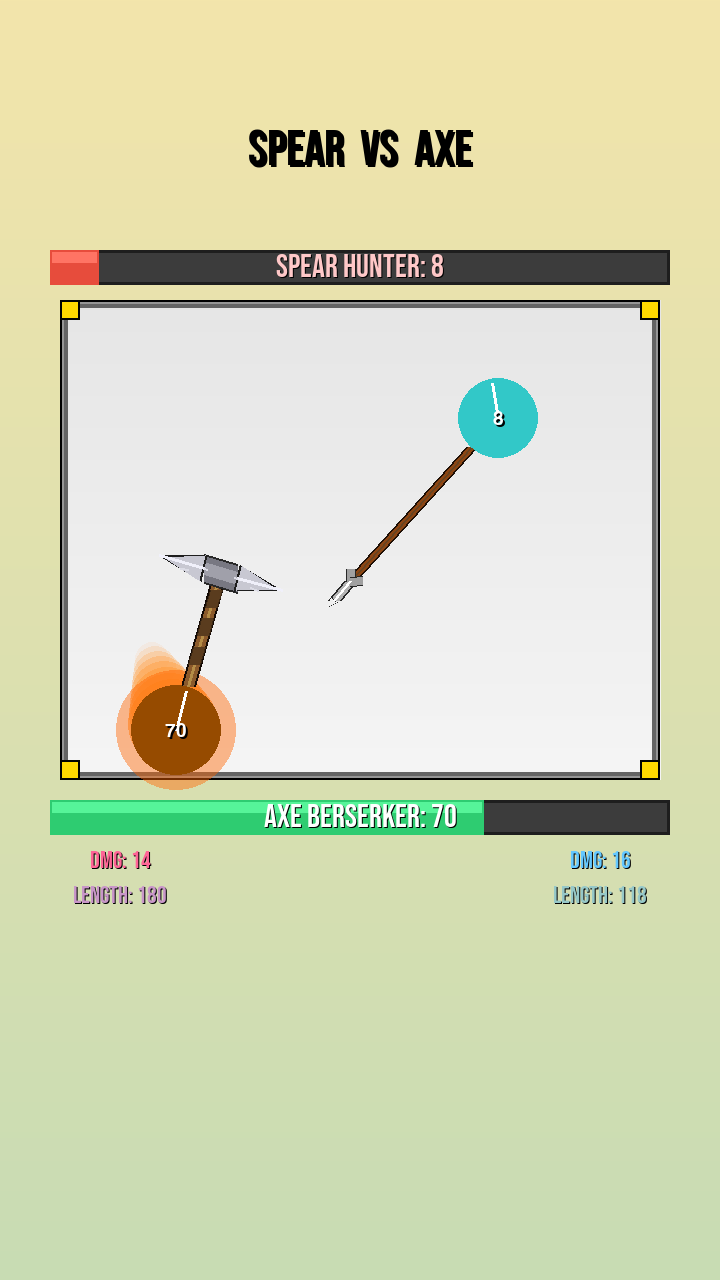 SPEAR VS AXE
SPEAR HUNTER: 8
8
70
AXE BERSERKER: 70
DMG: 14
DMG: 16
LENGTH: 180
LENGTH: 118